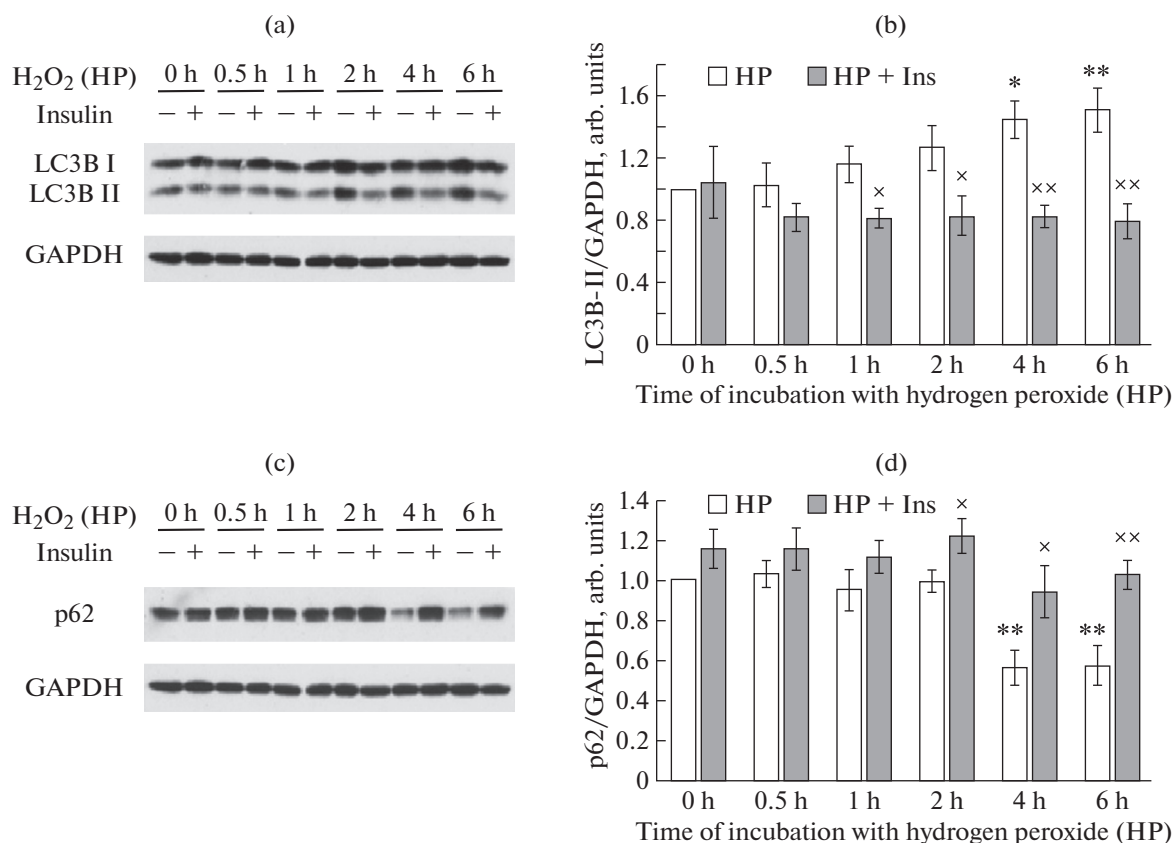 (a)
H₂O₂ (HP) 0 h 0.5 h 1 h 2 h 4 h 6 h
Insulin − + − + − + − + − + − +
LC3B I
LC3B II
GAPDH
(b)
LC3B-II/GAPDH, arb. units
HP HP + Ins
1.6
1.2
0.8
0.4
0
* **
× × ×× ××
0 h 0.5 h 1 h 2 h 4 h 6 h
Time of incubation with hydrogen peroxide (HP)
(c)
H₂O₂ (HP) 0 h 0.5 h 1 h 2 h 4 h 6 h
Insulin − + − + − + − + − + − +
p62
GAPDH
(d)
p62/GAPDH, arb. units
HP HP + Ins
1.4
1.2
1.0
0.8
0.6
0.4
0.2
0
× × ××
** **
0 h 0.5 h 1 h 2 h 4 h 6 h
Time of incubation with hydrogen peroxide (HP)